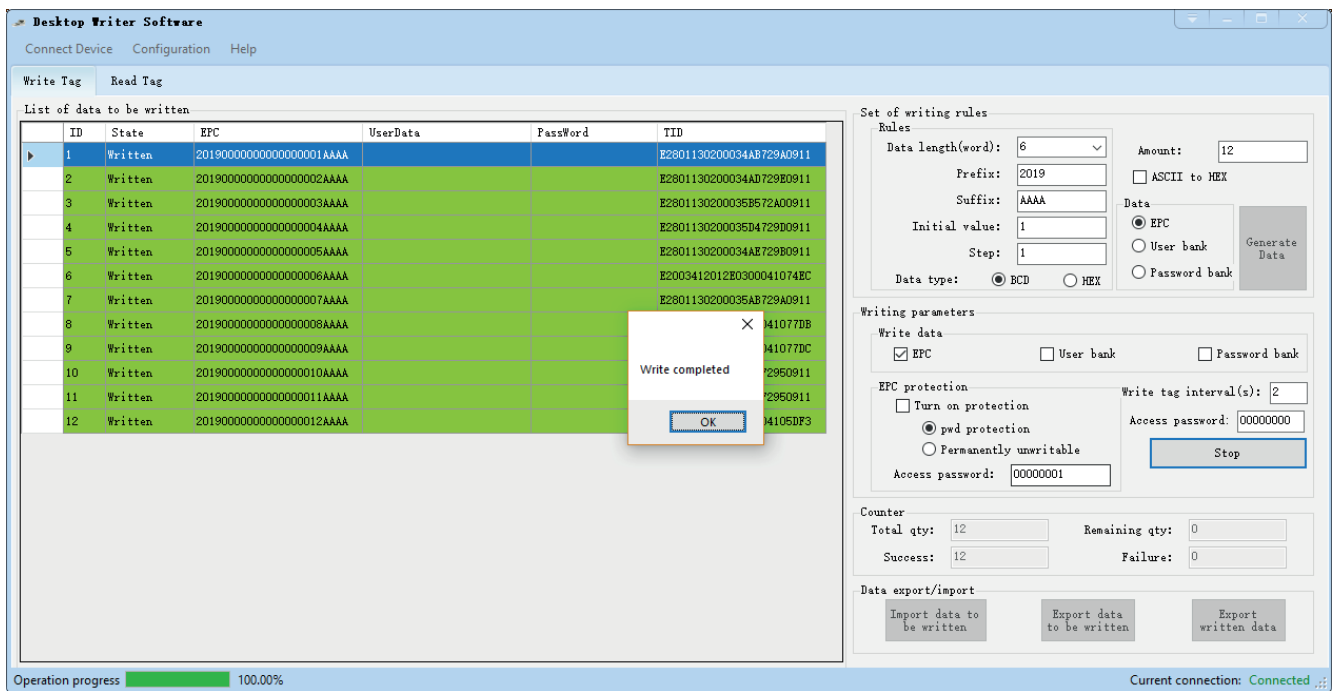 Desktop Writer Software
Connect Device Configuration Help
Write Tag Read Tag
List of data to be written
ID State EPC UserData PassWord TID
1 Written 20190000000000000001AAAA E2801130200034AB729A0911
2 Written 20190000000000000002AAAA E2801130200034AD729E0911
3 Written 20190000000000000003AAAA E2801130200035B572A00911
4 Written 20190000000000000004AAAA E2801130200035D4729D0911
5 Written 20190000000000000005AAAA E2801130200034AE729B0911
6 Written 20190000000000000006AAAA E2003412012E0300041074EC
7 Written 20190000000000000007AAAA E2801130200035AB729A0911
8 Written 20190000000000000008AAAA 041077DB
9 Written 20190000000000000009AAAA 041077DC
10 Written 20190000000000000010AAAA 72950911
11 Written 20190000000000000011AAAA 72950911
12 Written 20190000000000000012AAAA 04105DF3
Write completed
OK
Set of writing rules
Rules
Data length(word): 6
Prefix: 2019
Suffix: AAAA
Initial value: 1
Step: 1
Data type: BCD HEX
Amount: 12
ASCII to HEX
Data
EPC
User bank
Password bank
Generate
Data
Writing parameters
Write data
EPC User bank Password bank
EPC protection
Turn on protection
pwd protection
Permanently unwritable
Access password: 00000001
Write tag interval(s): 2
Access password: 00000000
Stop
Counter
Total qty: 12 Remaining qty: 0
Success: 12 Failure: 0
Data export/import
Import data to
be written
Export data
to be written
Export
written data
Operation progress 100.00% Current connection: Connected